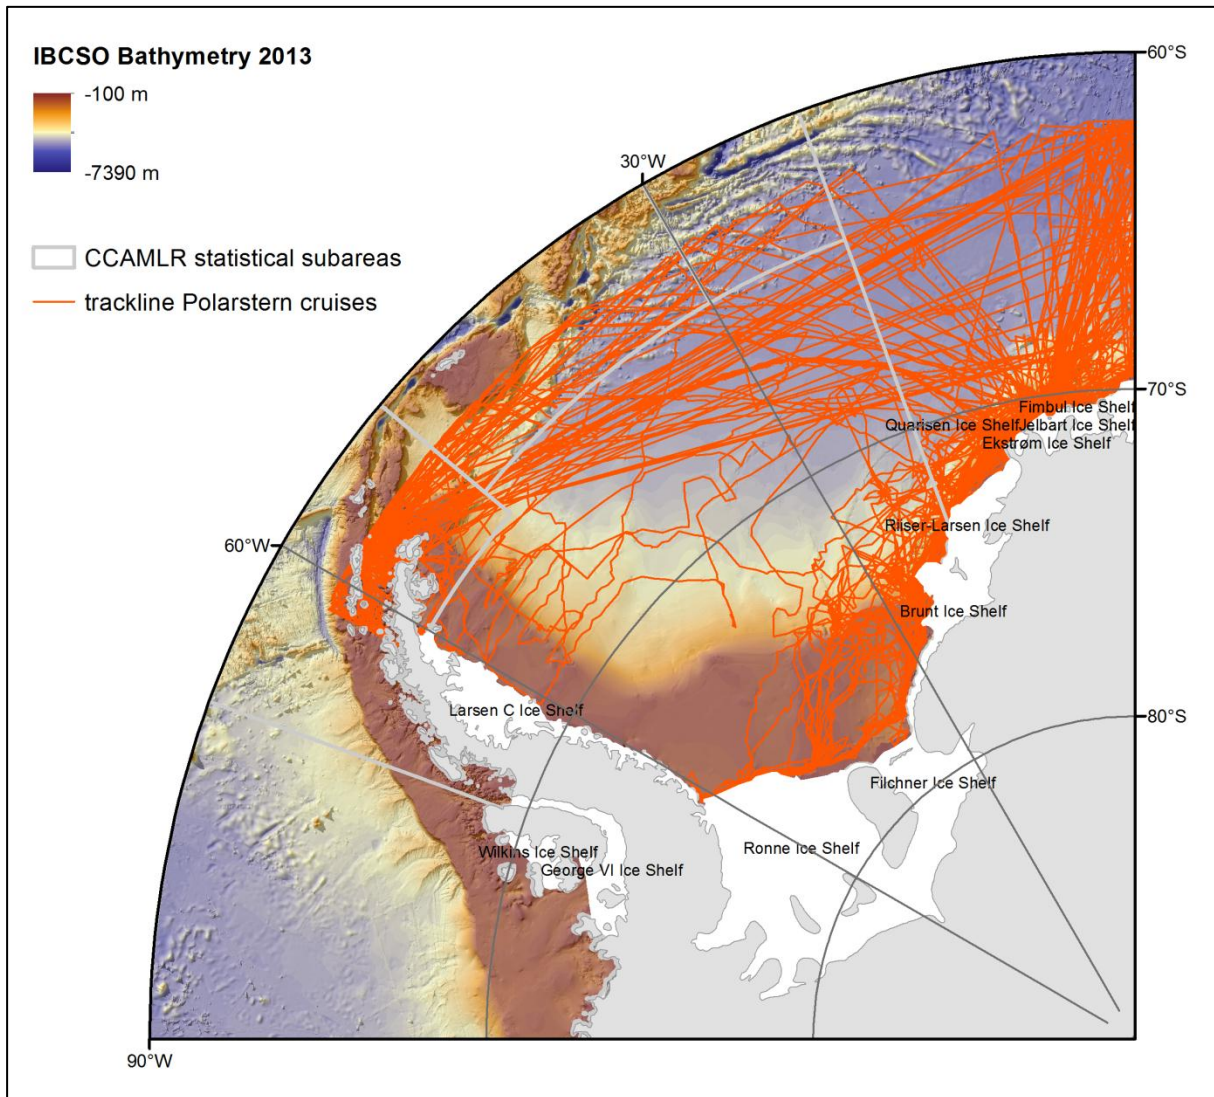 IBCSO Bathymetry 2013
-100 m
-7390 m
CCAMLR statistical subareas
trackline Polarstern cruises
60°S
30°W
70°S
Fimbul Ice Shelf
Quarisen Ice Shelf Jelbart Ice Shelf
Ekstrøm Ice Shelf
Riiser-Larsen Ice Shelf
60°W
Brunt Ice Shelf
Larsen C Ice Shelf
80°S
Filchner Ice Shelf
Ronne Ice Shelf
Wilkins Ice Shelf
George VI Ice Shelf
90°W